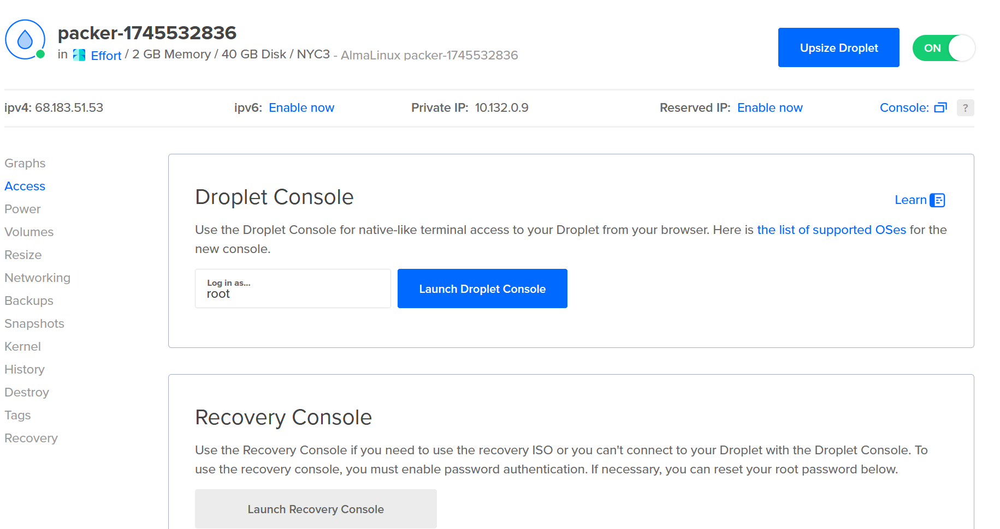 packer-1745532836
in Effort / 2 GB Memory / 40 GB Disk / NYC3 - AlmaLinux packer-1745532836
Upsize Droplet
ON
ipv4: 68.183.51.53
ipv6: Enable now
Private IP: 10.132.0.9
Reserved IP: Enable now
Console:
?
Graphs
Access
Power
Volumes
Resize
Networking
Backups
Snapshots
Kernel
History
Destroy
Tags
Recovery
Droplet Console
Learn
Use the Droplet Console for native-like terminal access to your Droplet from your browser. Here is the list of supported OSes for the
new console.
Log in as...
root
Launch Droplet Console
Recovery Console
Use the Recovery Console if you need to use the recovery ISO or you can't connect to your Droplet with the Droplet Console. To
use the recovery console, you must enable password authentication. If necessary, you can reset your root password below.
Launch Recovery Console